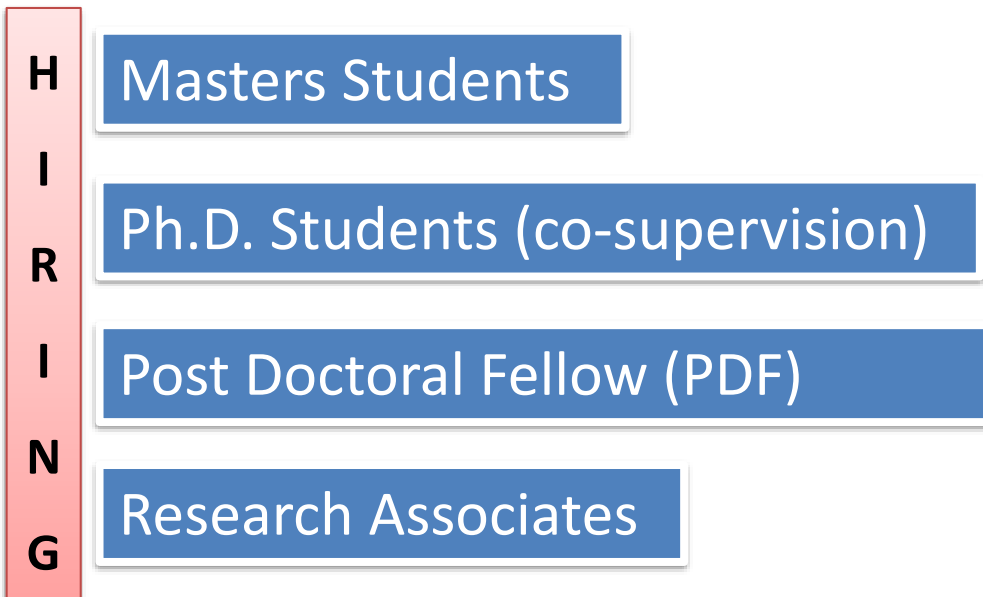 H
I
R
I
N
G
Masters Students
Ph.D. Students (co-supervision)
Post Doctoral Fellow (PDF)
Research Associates